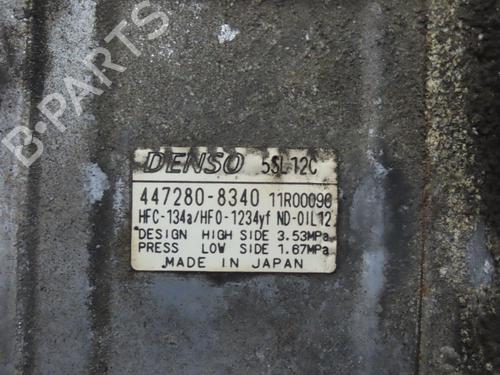 B-PARTS
DENSO 5SL12C
447280-8340 11R00096
HFC-134a/HFO-1234yf ND-OIL12
DESIGN HIGH SIDE 3.53MPa
PRESS LOW SIDE 1.67MPa
MADE IN JAPAN